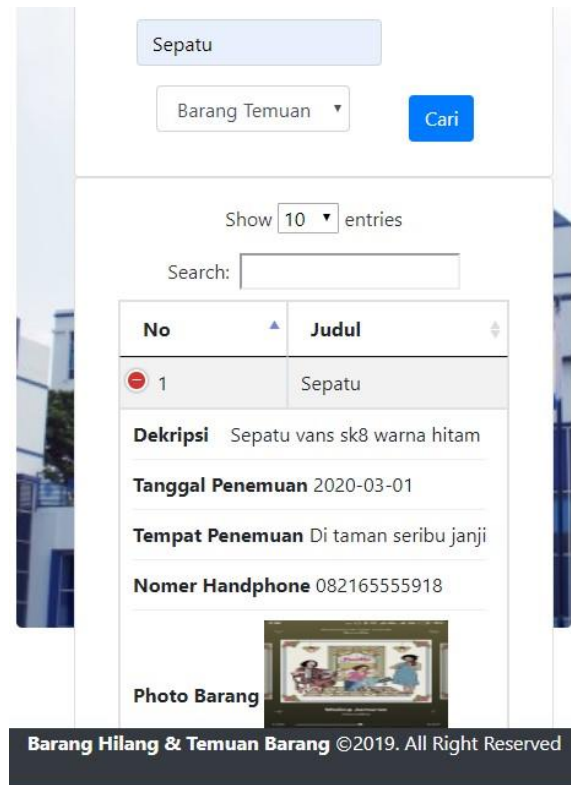 Sepatu
Barang Temuan
Cari
Show 10 entries
Search:
No Judul
1 Sepatu
Dekripsi Sepatu vans sk8 warna hitam
Tanggal Penemuan 2020-03-01
Tempat Penemuan Di taman seribu janji
Nomer Handphone 082165555918
Photo Barang
Barang Hilang & Temuan Barang ©2019. All Right Reserved